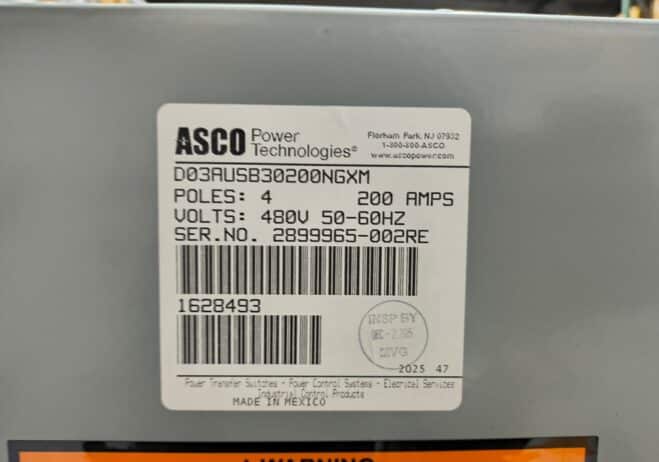 ASCO Power Technologies®
Florham Park, NJ 07932
1-800-800-ASCO
www.ascopower.com
D03AUSB30200NGXM
POLES: 4 200 AMPS
VOLTS: 480V 50-60HZ
SER.NO. 2899965-002RE
1628493
INSP BY
MVG
2025 47
Power Transfer Switches - Power Control Systems - Electrical Services
Industrial Control Products
MADE IN MEXICO
WARNING